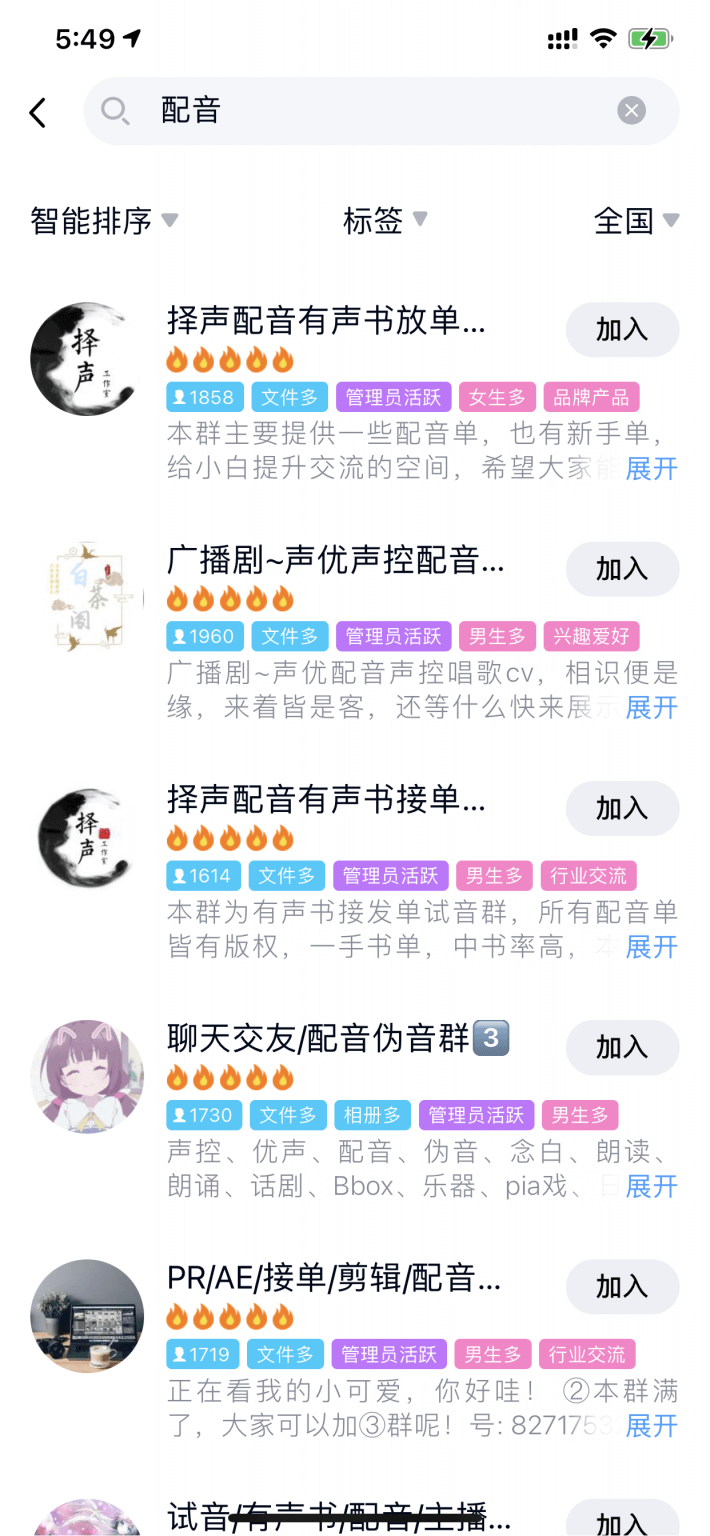 5:49
配音
智能排序
标签
全国
择声配音有声书放单...
加入
1858 文件多 管理员活跃 女生多 品牌产品
本群主要提供一些配音单，也有新手单，
给小白提升交流的空间，希望大家能 展开
择
声
工作室
广播剧~声优声控配音...
加入
1960 文件多 管理员活跃 男生多 兴趣爱好
广播剧~声优配音声控唱歌cv，相识便是
缘，来着皆是客，还等什么快来展示 展开
白
茶
阁
择声配音有声书接单...
加入
1614 文件多 管理员活跃 男生多 行业交流
本群为有声书接发单试音群，所有配音单
皆有版权，一手书单，中书率高，本 展开
择
声
工作室
聊天交友/配音伪音群3️⃣
加入
1730 文件多 相册多 管理员活跃 男生多
声控、优声、配音、伪音、念白、朗读、
朗诵、话剧、Bbox、乐器、pia戏、 展开
PR/AE/接单/剪辑/配音...
加入
1719 文件多 管理员活跃 男生多 行业交流
正在看我的小可爱，你好哇！ ②本群满
了，大家可以加③群呢！号: 8271753 展开
试音/有声书/配音/主播...
加入